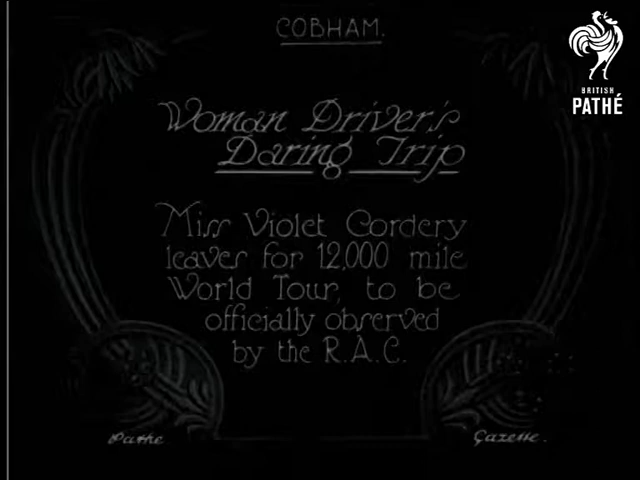 COBHAM.
BRITISH
PATHÉ
Woman Driver's
Daring Trip
Miss Violet Cordery
leaves for 12,000 mile
World Tour, to be
officially observed
by the R.A.C.
Pathe Gazette.